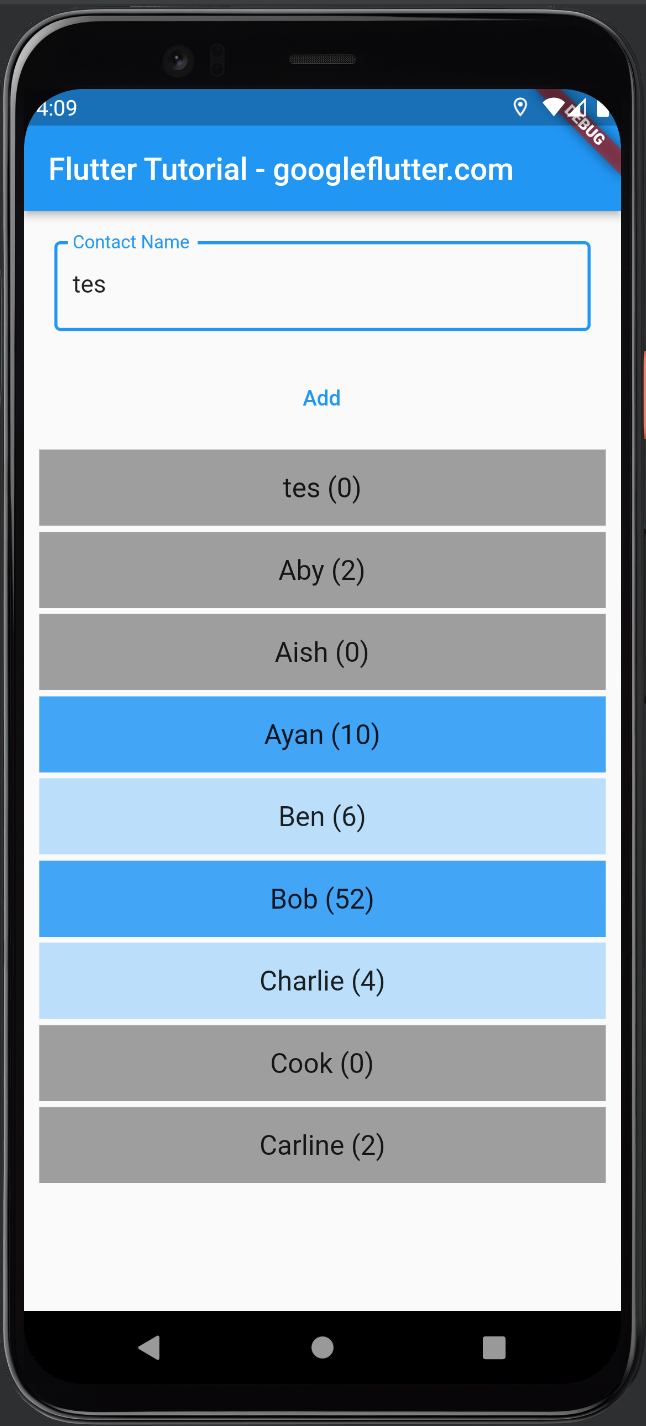 4:09
DEBUG
Flutter Tutorial - googleflutter.com
Contact Name
tes
Add
tes (0)
Aby (2)
Aish (0)
Ayan (10)
Ben (6)
Bob (52)
Charlie (4)
Cook (0)
Carline (2)